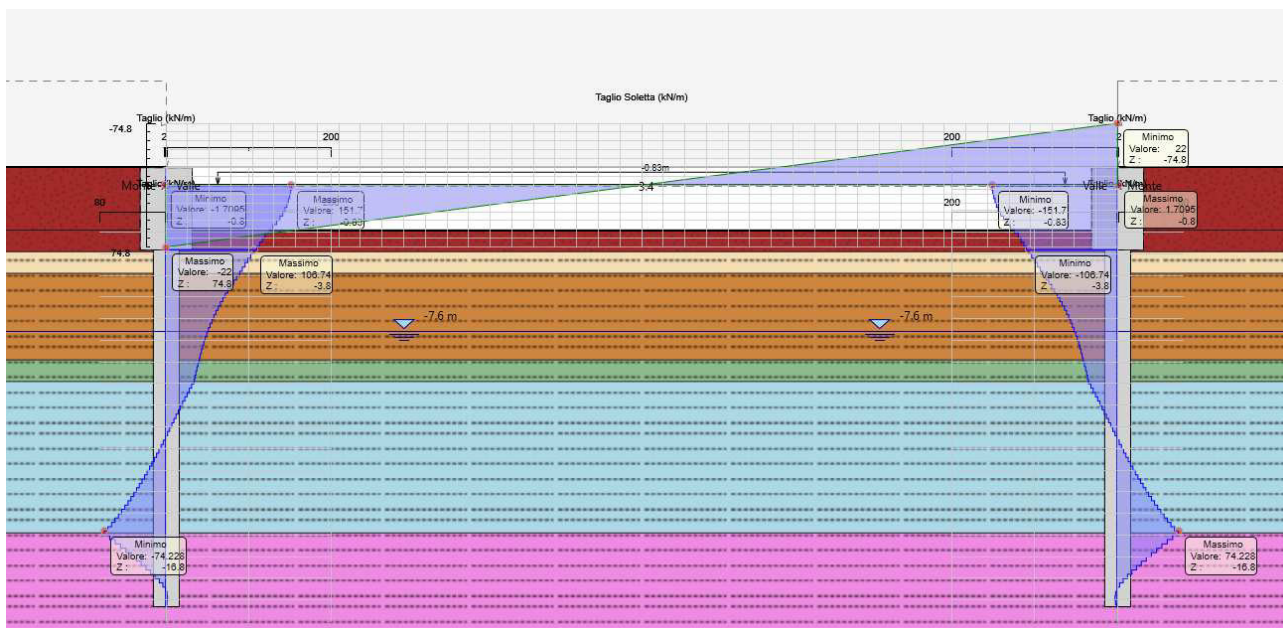 Taglio Soletta (kN/m)
Taglio (kN/m)
Taglio (kN/m)
-74.8
200
200
Minimo
Valore: 22
Z : -74.8
-0.83m
3.4
Monte
Valle
Valle
Monte
80
200
Minimo
Valore: -1.7095
Z : -0.8
Massimo
Valore: 151.7
Z : -0.83
Minimo
Valore: -151.7
Z : -0.83
Massimo
Valore: 1.7095
Z : -0.8
74.8
Massimo
Valore: -22
Z : 74.8
Massimo
Valore: 106.74
Z : -3.8
Minimo
Valore: -106.74
Z : -3.8
-7.6 m
-7.6 m
Minimo
Valore: -74.228
Z : -16.8
Massimo
Valore: 74.228
Z : -16.8